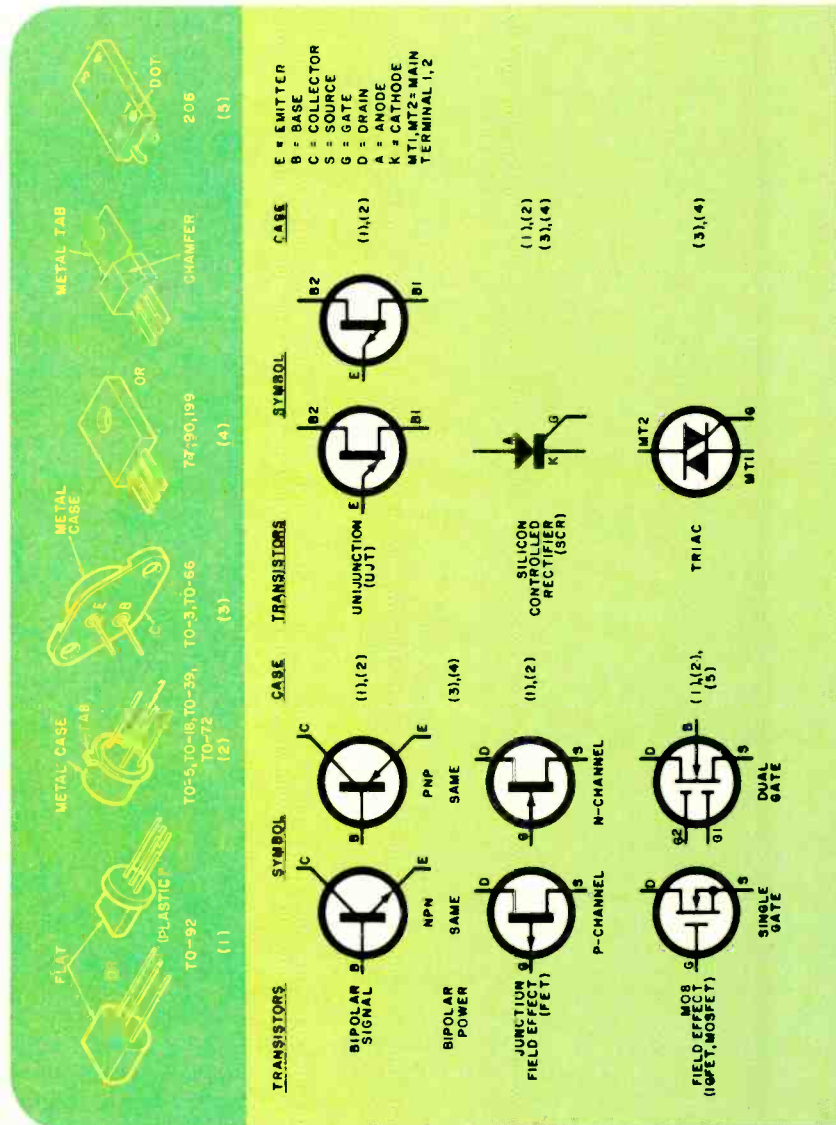 FLAT
(PLASTIC)
TO-92
(1)
METAL CASE
TAB
TO-5,TO-18,TO-39,
TO-72
(2)
METAL
CASE
E
B
C
TO-3,TO-66
(3)
OR
77,90,199
(4)
METAL TAB
CHAMFER
DOT
206
(5)
TRANSISTORS
SYMBOL
CASE
TRANSISTORS
SYMBOL
CASE
BIPOLAR
SIGNAL
B
C
E
NPN
B
C
E
PNP
(1),(2)
BIPOLAR
POWER
SAME
SAME
(3),(4)
JUNCTION
FIELD EFFECT
(FET)
G
D
S
P-CHANNEL
G
D
S
N-CHANNEL
(1),(2)
MOS
FIELD EFFECT
(IGFET,MOSFET)
G
D
S
SINGLE
GATE
G2
G1
D
B
S
DUAL
GATE
(1),(2),
(5)
UNIJUNCTION
(UJT)
E
B2
B1
E
B2
B1
(1),(2)
SILICON
CONTROLLED
RECTIFIER
(SCR)
A
K
G
(1),(2)
(3),(4)
TRIAC
MT2
MT1
G
(3),(4)
E = EMITTER
B = BASE
C = COLLECTOR
S = SOURCE
G = GATE
D = DRAIN
A = ANODE
K = CATHODE
MT1,MT2= MAIN
TERMINAL 1,2